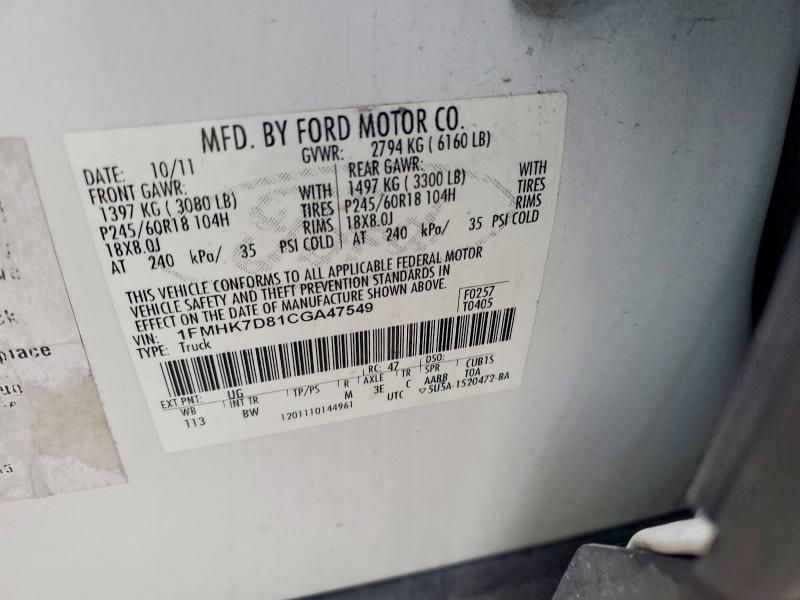 MFD. BY FORD MOTOR CO.
DATE: 10/11 GVWR: 2794 KG ( 6160 LB)
FRONT GAWR: REAR GAWR:
1397 KG ( 3080 LB) WITH 1497 KG ( 3300 LB) WITH
P245/60R18 104H TIRES P245/60R18 104H TIRES
18X8.0J RIMS 18X8.0J RIMS
AT 240 kPa/ 35 PSI COLD AT 240 kPa/ 35 PSI COLD
THIS VEHICLE CONFORMS TO ALL APPLICABLE FEDERAL MOTOR
VEHICLE SAFETY AND THEFT PREVENTION STANDARDS IN
EFFECT ON THE DATE OF MANUFACTURE SHOWN ABOVE.
F0257
T0405
VIN: 1FMHK7D81CGA47549
TYPE: Truck
EXT PNT: UG RC: 47 DSO:
WB INT TR TP/PS R AXLE TR SPR CUBTS
113 BW M 3E C AABB TOA
1201110144961 UTC 5U5A-1520472-BA
place